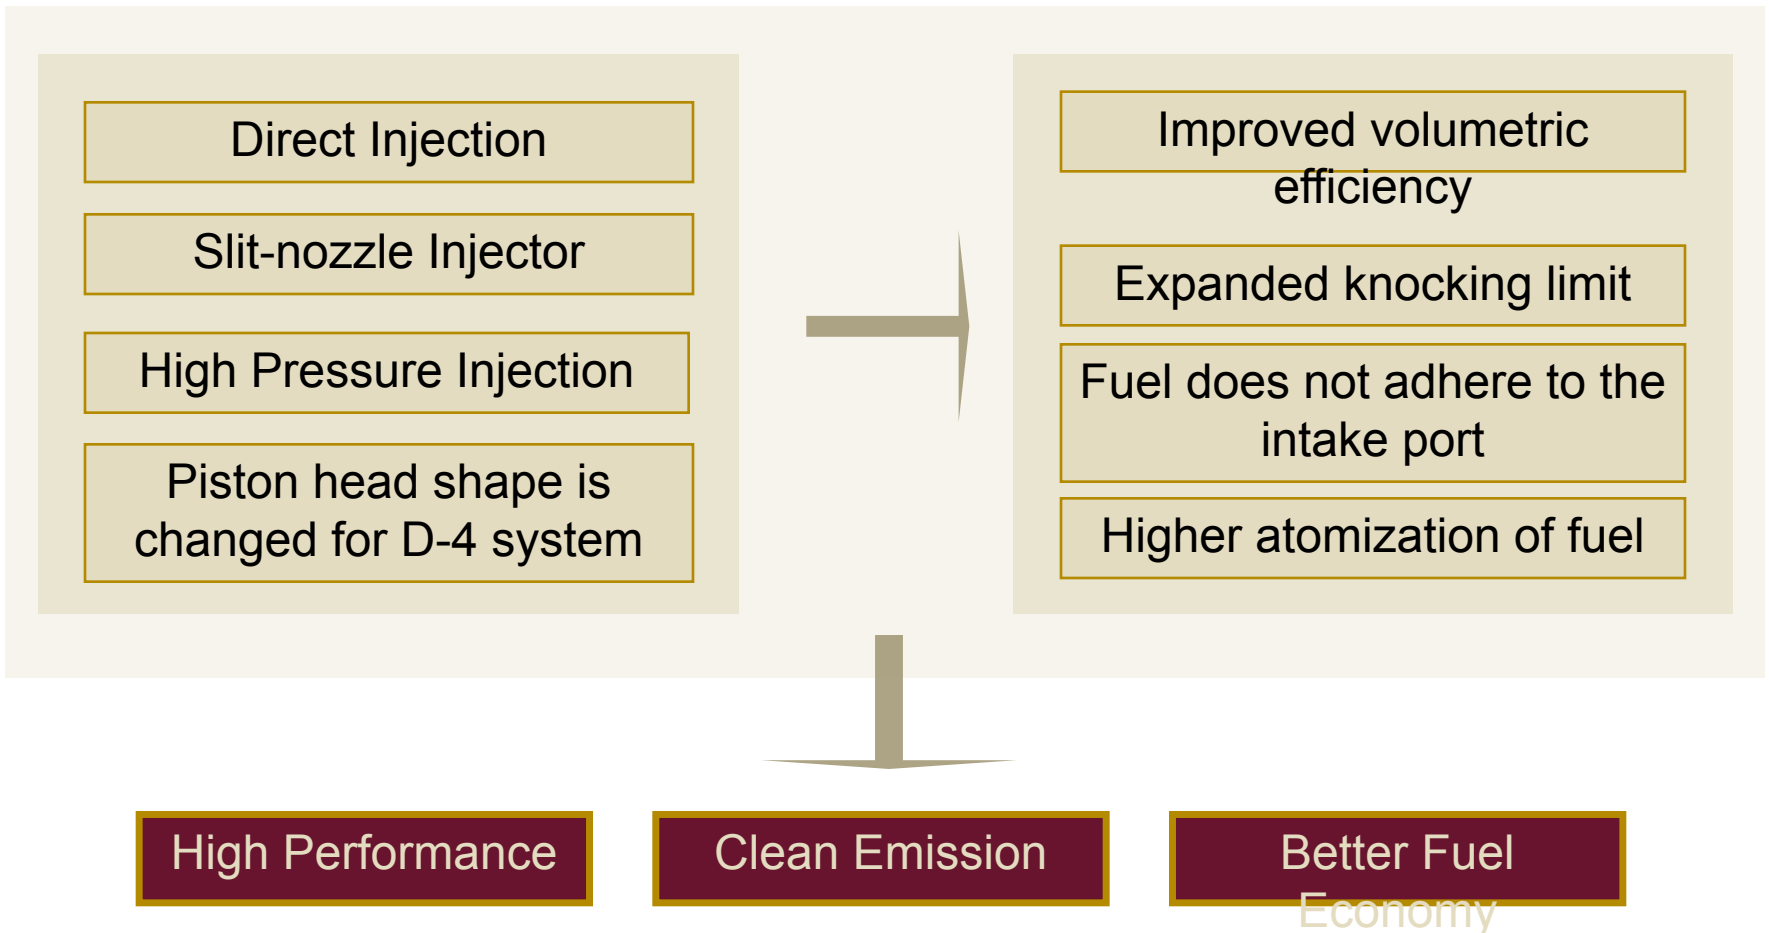 Direct Injection
Slit-nozzle Injector
High Pressure Injection
Piston head shape is
changed for D-4 system
Improved volumetric
efficiency
Expanded knocking limit
Fuel does not adhere to the
intake port
Higher atomization of fuel
High Performance
Clean Emission
Better Fuel
Economy